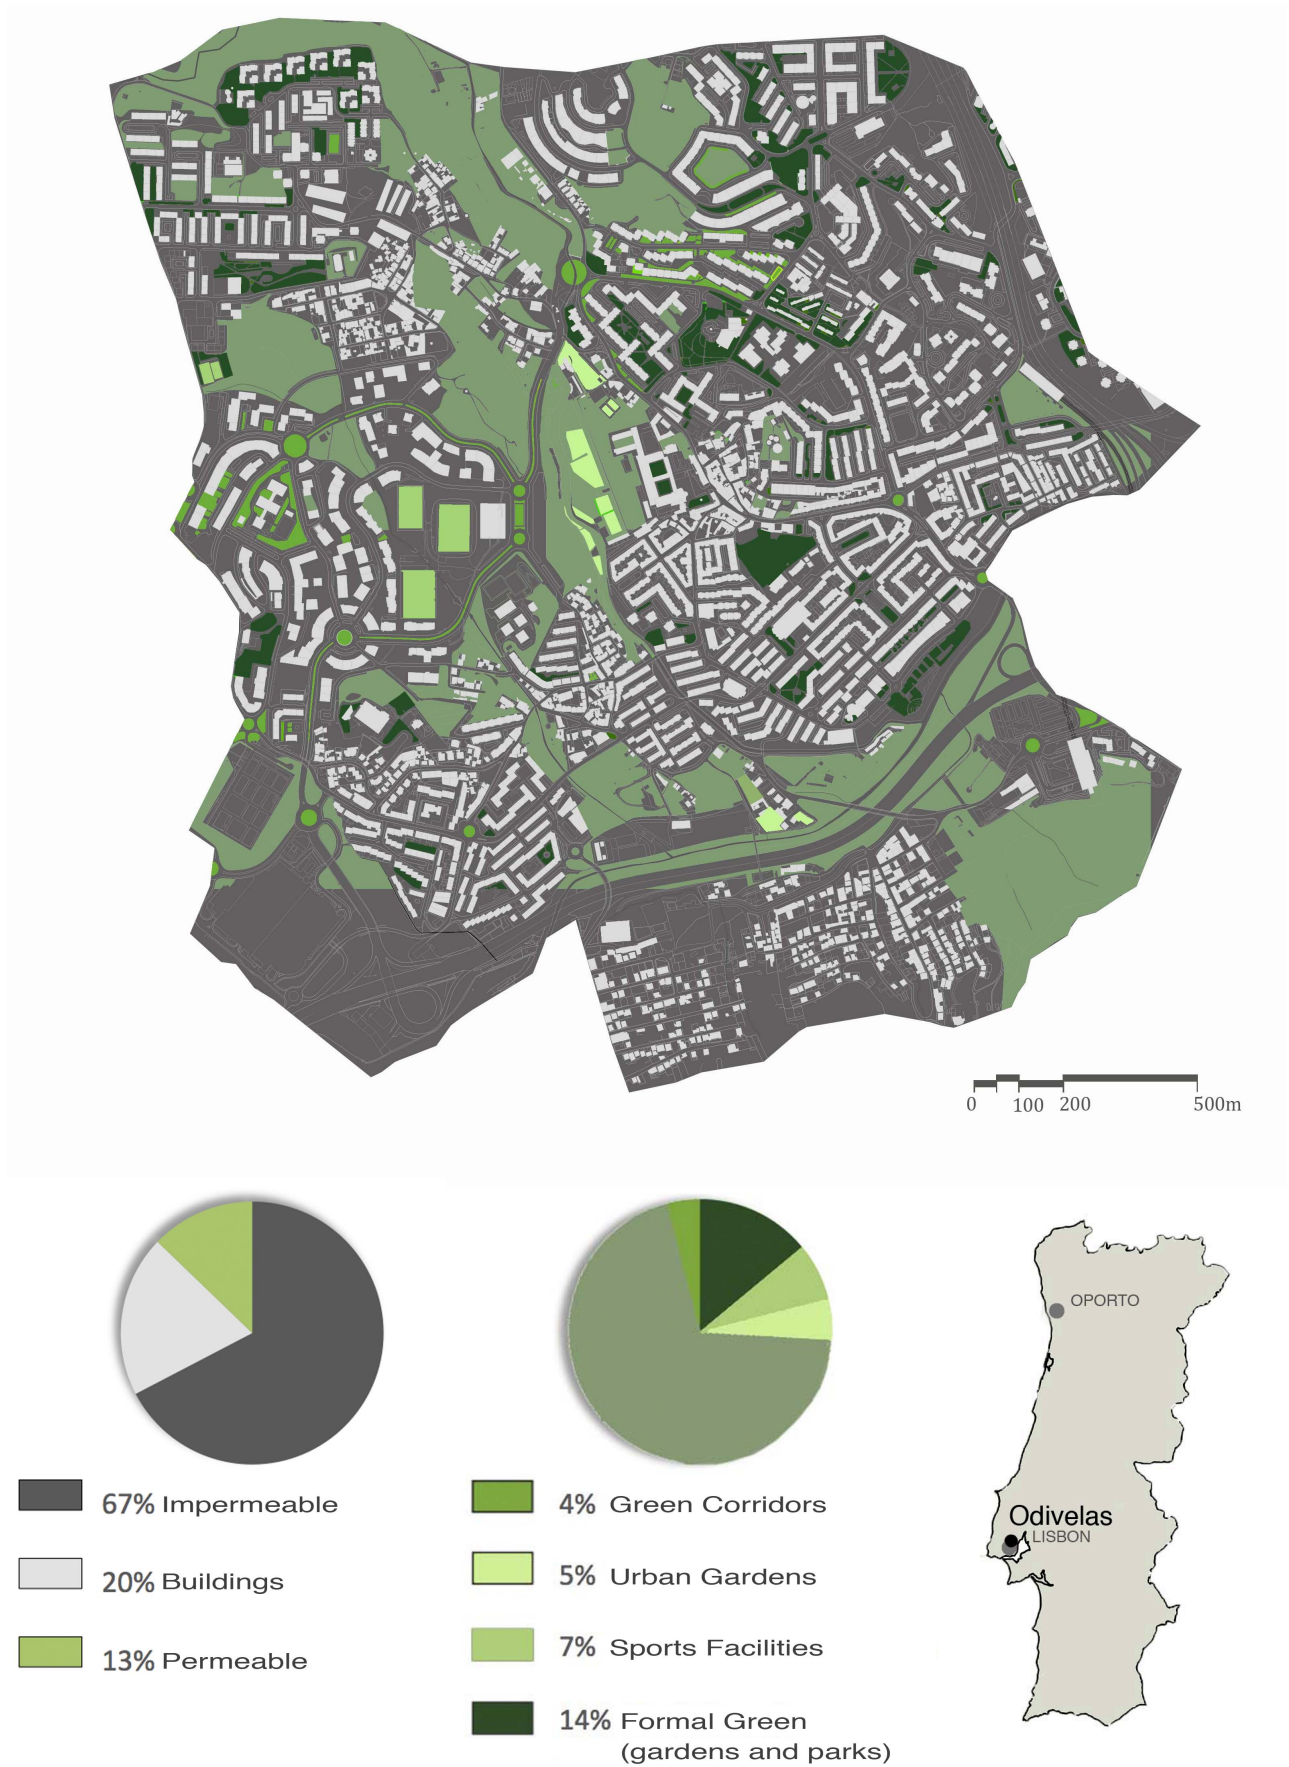 0 100 200 500m
67% Impermeable
20% Buildings
13% Permeable
4% Green Corridors
5% Urban Gardens
7% Sports Facilities
14% Formal Green
(gardens and parks)
OPORTO
Odivelas
LISBON